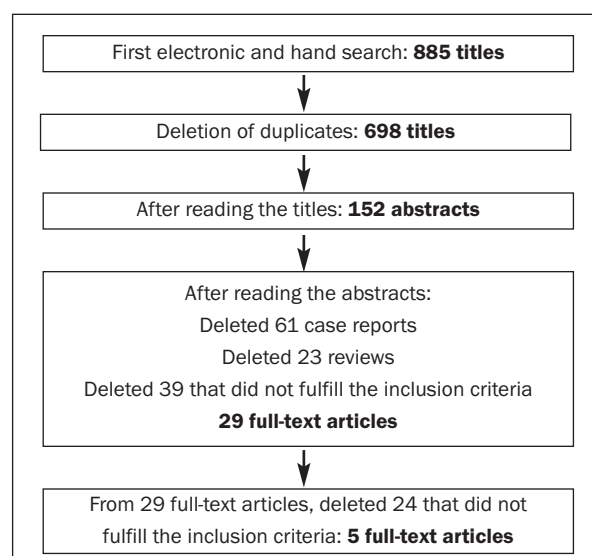 First electronic and hand search: 885 titles
Deletion of duplicates: 698 titles
After reading the titles: 152 abstracts
After reading the abstracts:
Deleted 61 case reports
Deleted 23 reviews
Deleted 39 that did not fulfill the inclusion criteria
29 full-text articles
From 29 full-text articles, deleted 24 that did not
fulfill the inclusion criteria: 5 full-text articles